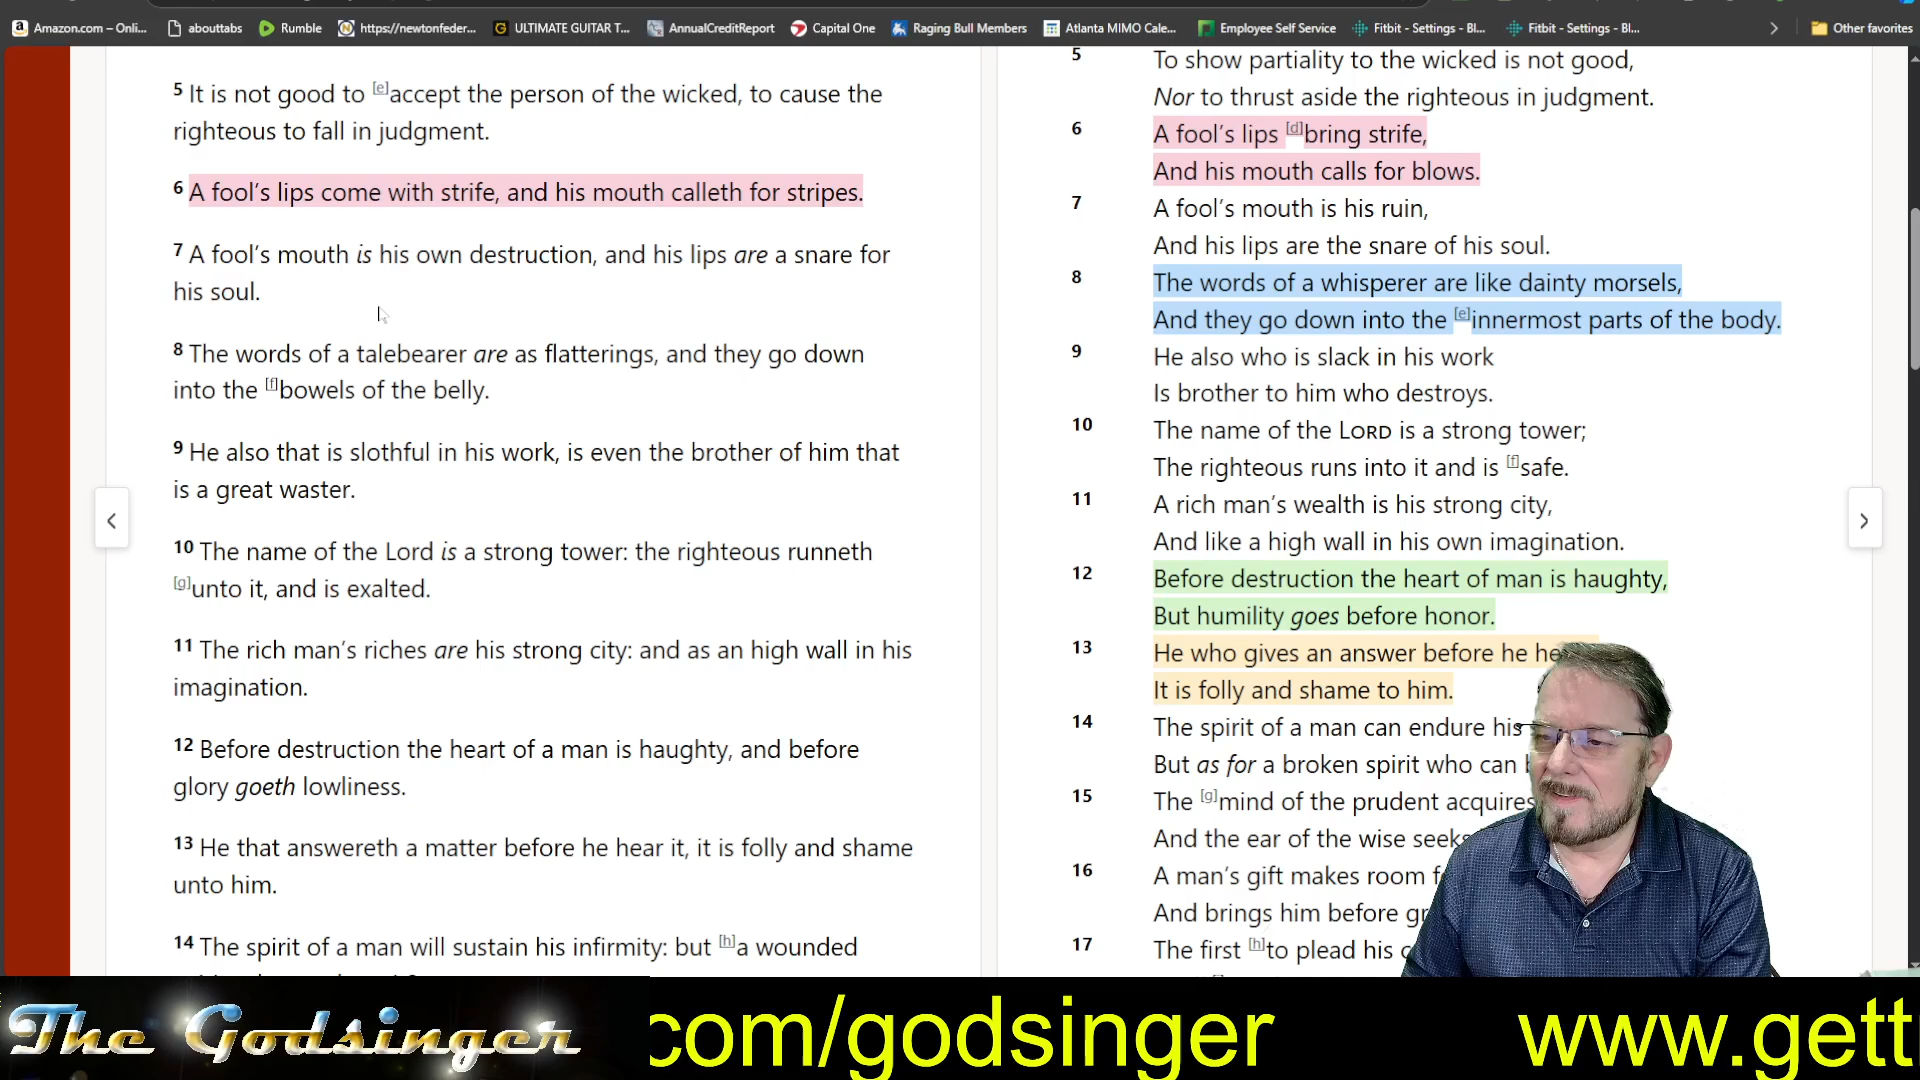 Amazon.com – Onli...
abouttabs
Rumble
https://newtonfeder...
ULTIMATE GUITAR T...
AnnualCreditReport
Capital One
Raging Bull Members
Atlanta MIMO Cale...
Employee Self Service
Fitbit - Settings - Bl...
Fitbit - Settings - Bl...
Other favorites
5 It is not good to [e]accept the person of the wicked, to cause the
righteous to fall in judgment.
6 A fool’s lips come with strife, and his mouth calleth for stripes.
7 A fool’s mouth is his own destruction, and his lips are a snare for
his soul.
8 The words of a talebearer are as flatterings, and they go down
into the [f]bowels of the belly.
9 He also that is slothful in his work, is even the brother of him that
is a great waster.
10 The name of the Lord is a strong tower: the righteous runneth
[g]unto it, and is exalted.
11 The rich man’s riches are his strong city: and as an high wall in his
imagination.
12 Before destruction the heart of a man is haughty, and before
glory goeth lowliness.
13 He that answereth a matter before he hear it, it is folly and shame
unto him.
14 The spirit of a man will sustain his infirmity: but [h]a wounded
5 To show partiality to the wicked is not good,
Nor to thrust aside the righteous in judgment.
6 A fool’s lips [d]bring strife,
And his mouth calls for blows.
7 A fool’s mouth is his ruin,
And his lips are the snare of his soul.
8 The words of a whisperer are like dainty morsels,
And they go down into the [e]innermost parts of the body.
9 He also who is slack in his work
Is brother to him who destroys.
10 The name of the LORD is a strong tower;
The righteous runs into it and is [f]safe.
11 A rich man’s wealth is his strong city,
And like a high wall in his own imagination.
12 Before destruction the heart of man is haughty,
But humility goes before honor.
13 He who gives an answer before he he
It is folly and shame to him.
14 The spirit of a man can endure his
But as for a broken spirit who can
15 The [g]mind of the prudent acquires
And the ear of the wise seeks
16 A man’s gift makes room f
And brings him before gr
17 The first [h]to plead his c
The Godsinger
com/godsinger
www.gett